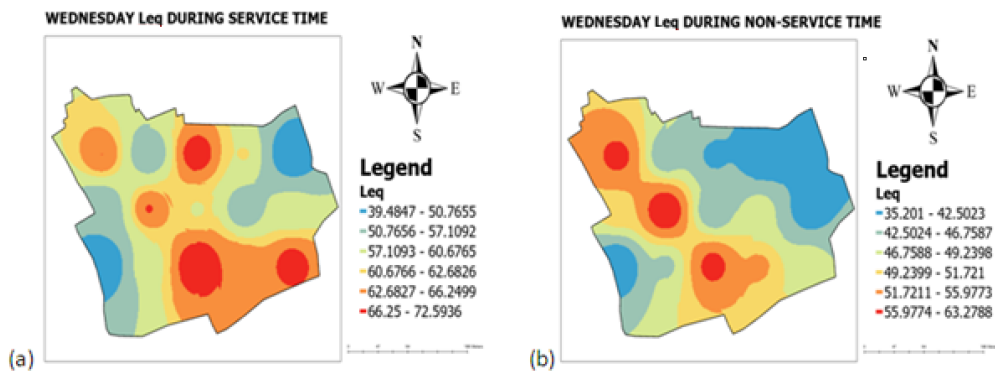 WEDNESDAY Leq DURING SERVICE TIME
N
W E
S
Legend
Leq
39.4847 - 50.7655
50.7656 - 57.1092
57.1093 - 60.6765
60.6766 - 62.6826
62.6827 - 66.2499
66.25 - 72.5936
(a)
WEDNESDAY Leq DURING NON-SERVICE TIME
N
W E
S
Legend
Leq
35.201 - 42.5023
42.5024 - 46.7587
46.7588 - 49.2398
49.2399 - 51.721
51.7211 - 55.9773
55.9774 - 63.2788
(b)